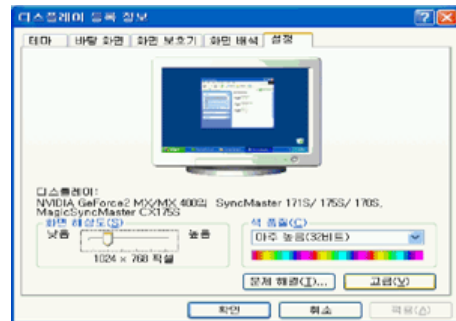 디스플레이 등록 정보
테마 바탕 화면 화면 보호기 화면 배색 설정
디스플레이:
NVIDIA GeForce2 MX/MX 400의 SyncMaster 171S/ 175S/ 170S,
MagicSyncMaster CX175S
화면 해상도(S) 색 품질(C)
낮음 높음 아주 높음(32비트)
1024 x 768 픽셀
문제 해결(T)... 고급(V)
확인 취소 적용(A)